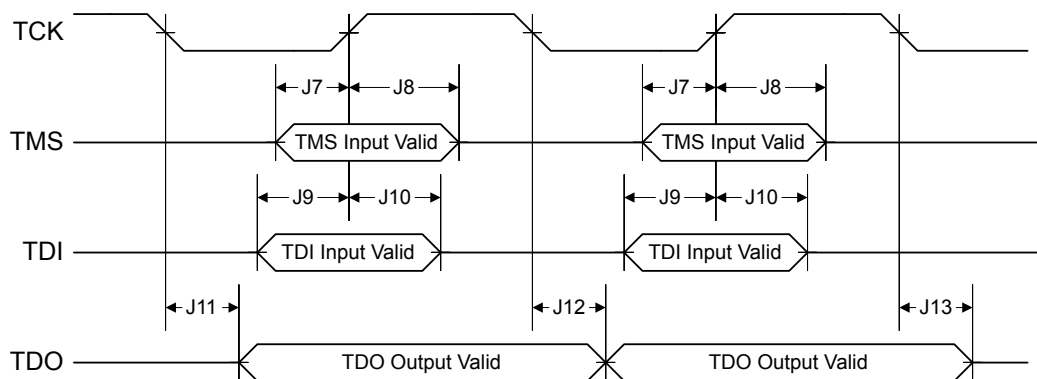 TCK
J7 J8 J7 J8
TMS TMS Input Valid TMS Input Valid
J9 J10 J9 J10
TDI TDI Input Valid TDI Input Valid
J11 J12 J13
TDO TDO Output Valid TDO Output Valid